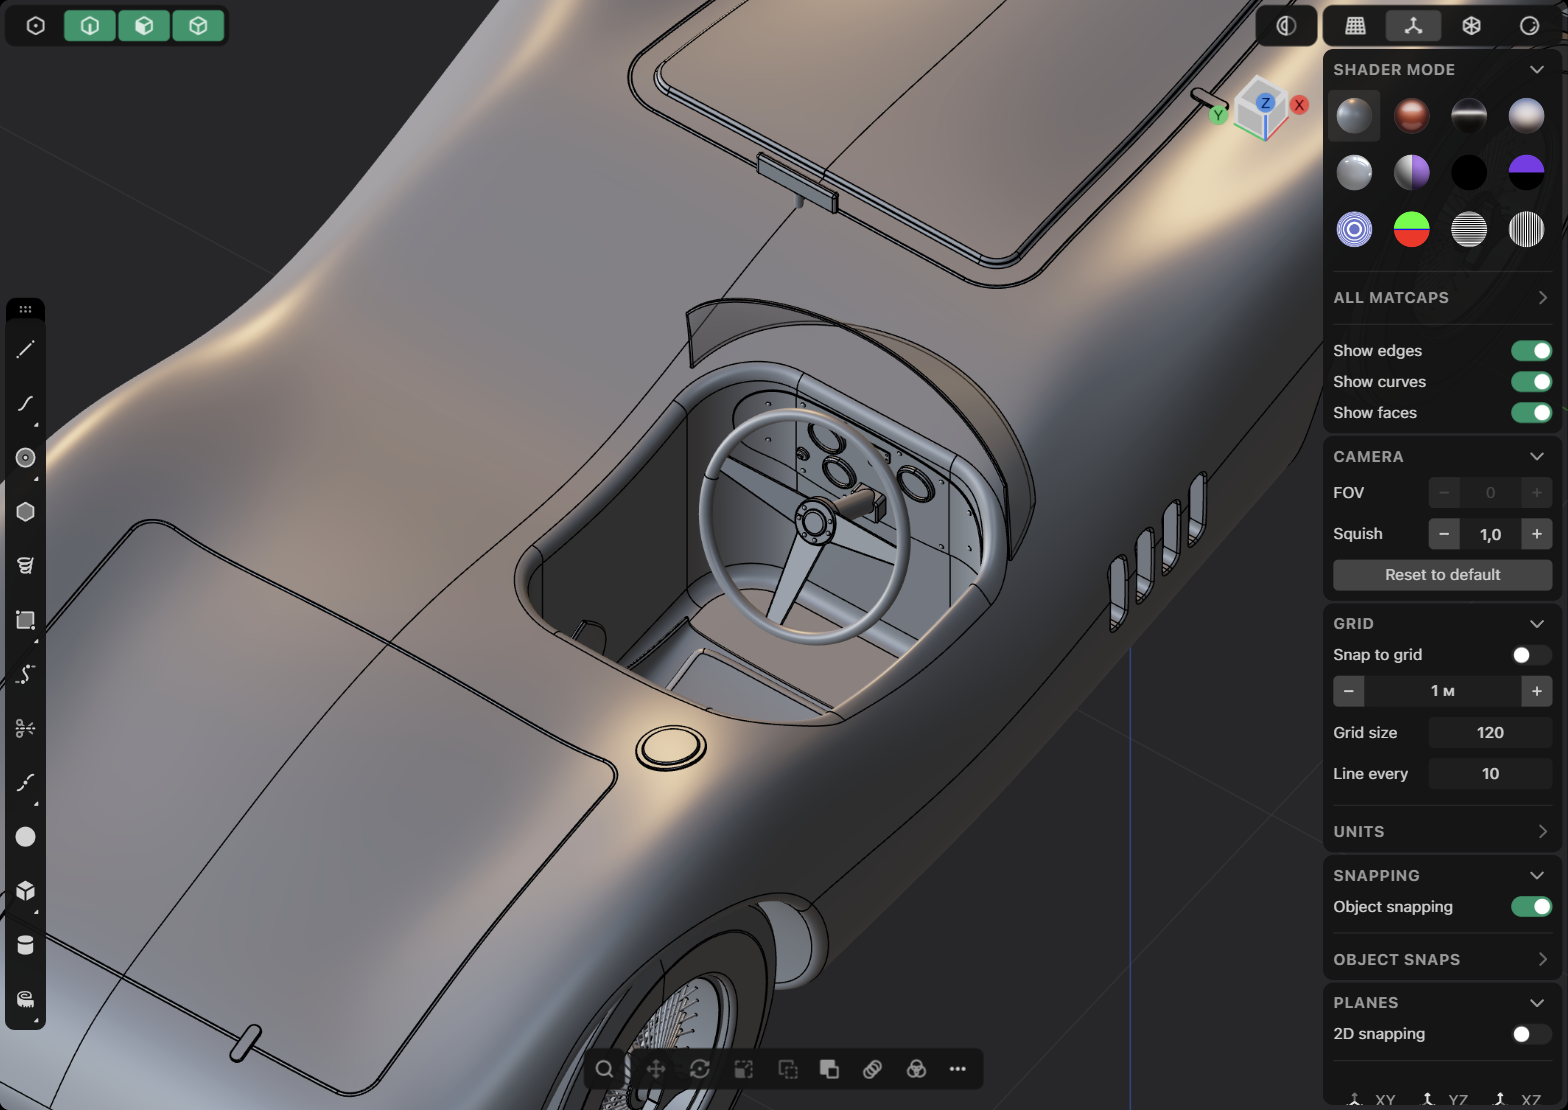 SHADER MODE
Z
X
Y
ALL MATCAPS
Show edges
Show curves
Show faces
CAMERA
FOV − 0 +
Squish − 1,0 +
Reset to default
GRID
Snap to grid
− 1 м +
Grid size 120
Line every 10
UNITS
SNAPPING
Object snapping
OBJECT SNAPS
PLANES
2D snapping
XY YZ XZ